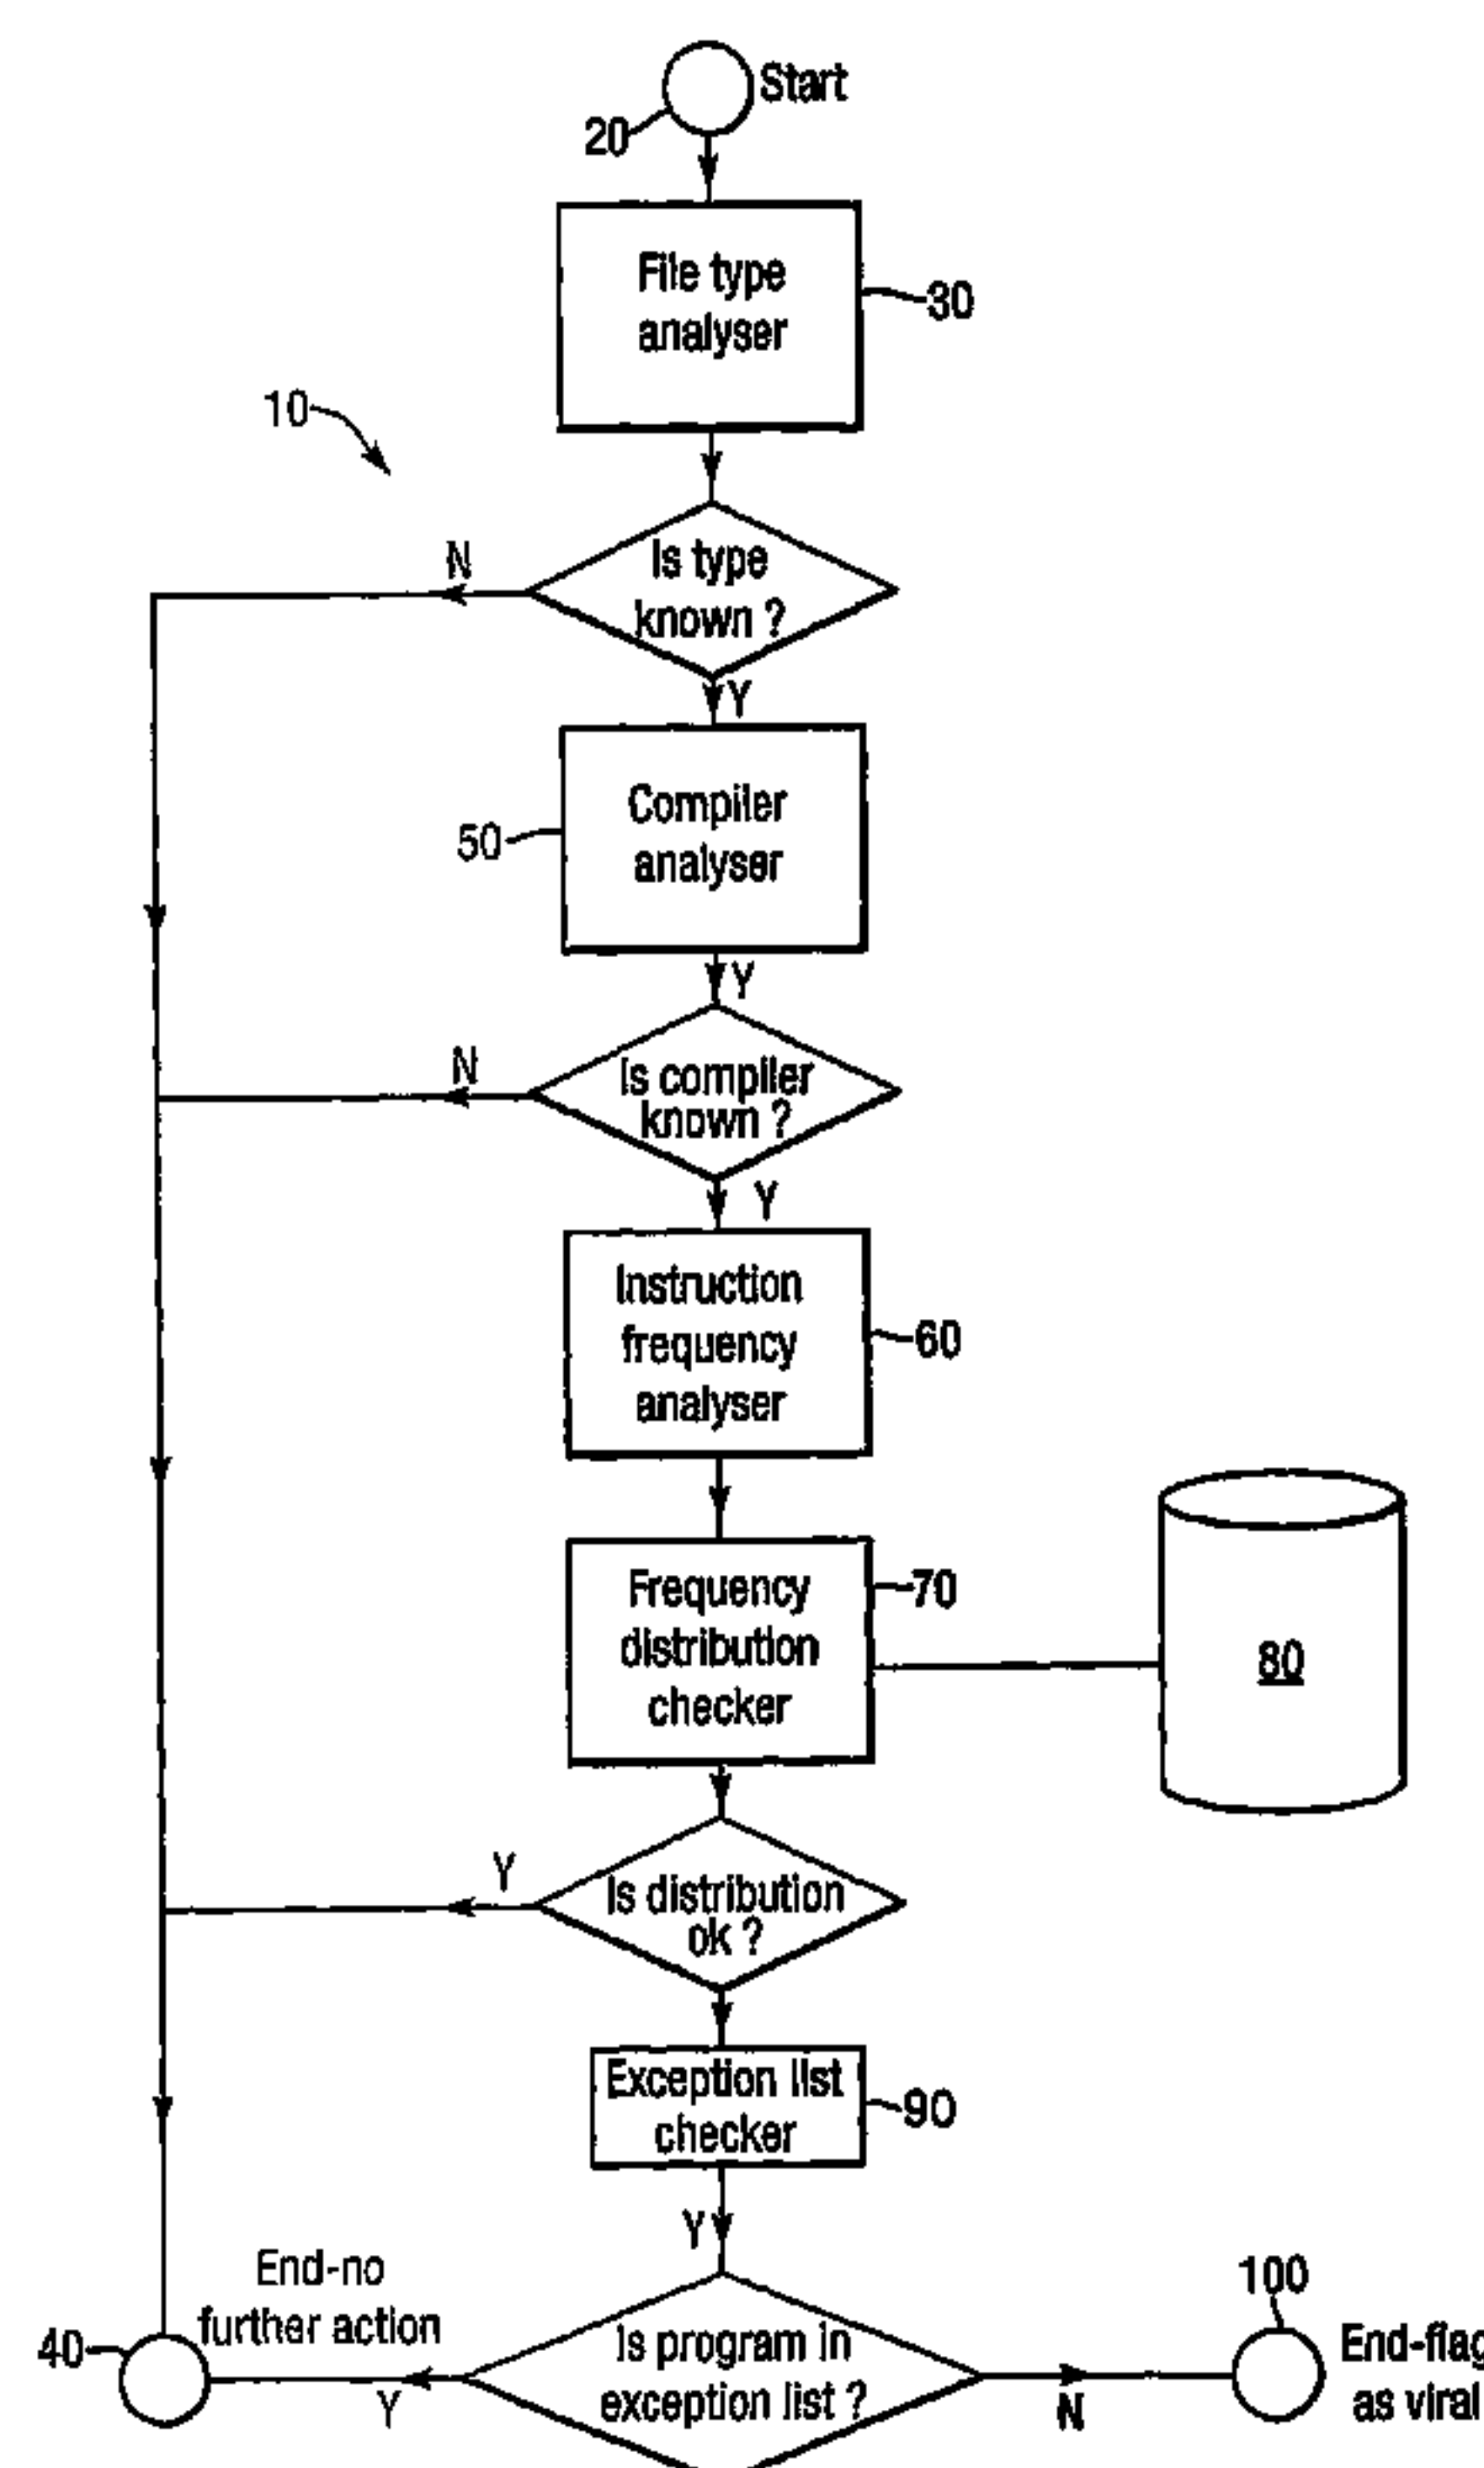 Start
20
File type
analyser
30
10
Is type
known ?
N
Y
Compiler
analyser
50
Y
Is compiler
known ?
N
Y
Instruction
frequency
analyser
60
Frequency
distribution
checker
70
80
Is distribution
ok ?
Y
Exception list
checker
90
Y
End-no
further action
40
Y
Is program in
exception list ?
N
100
End-flag
as viral